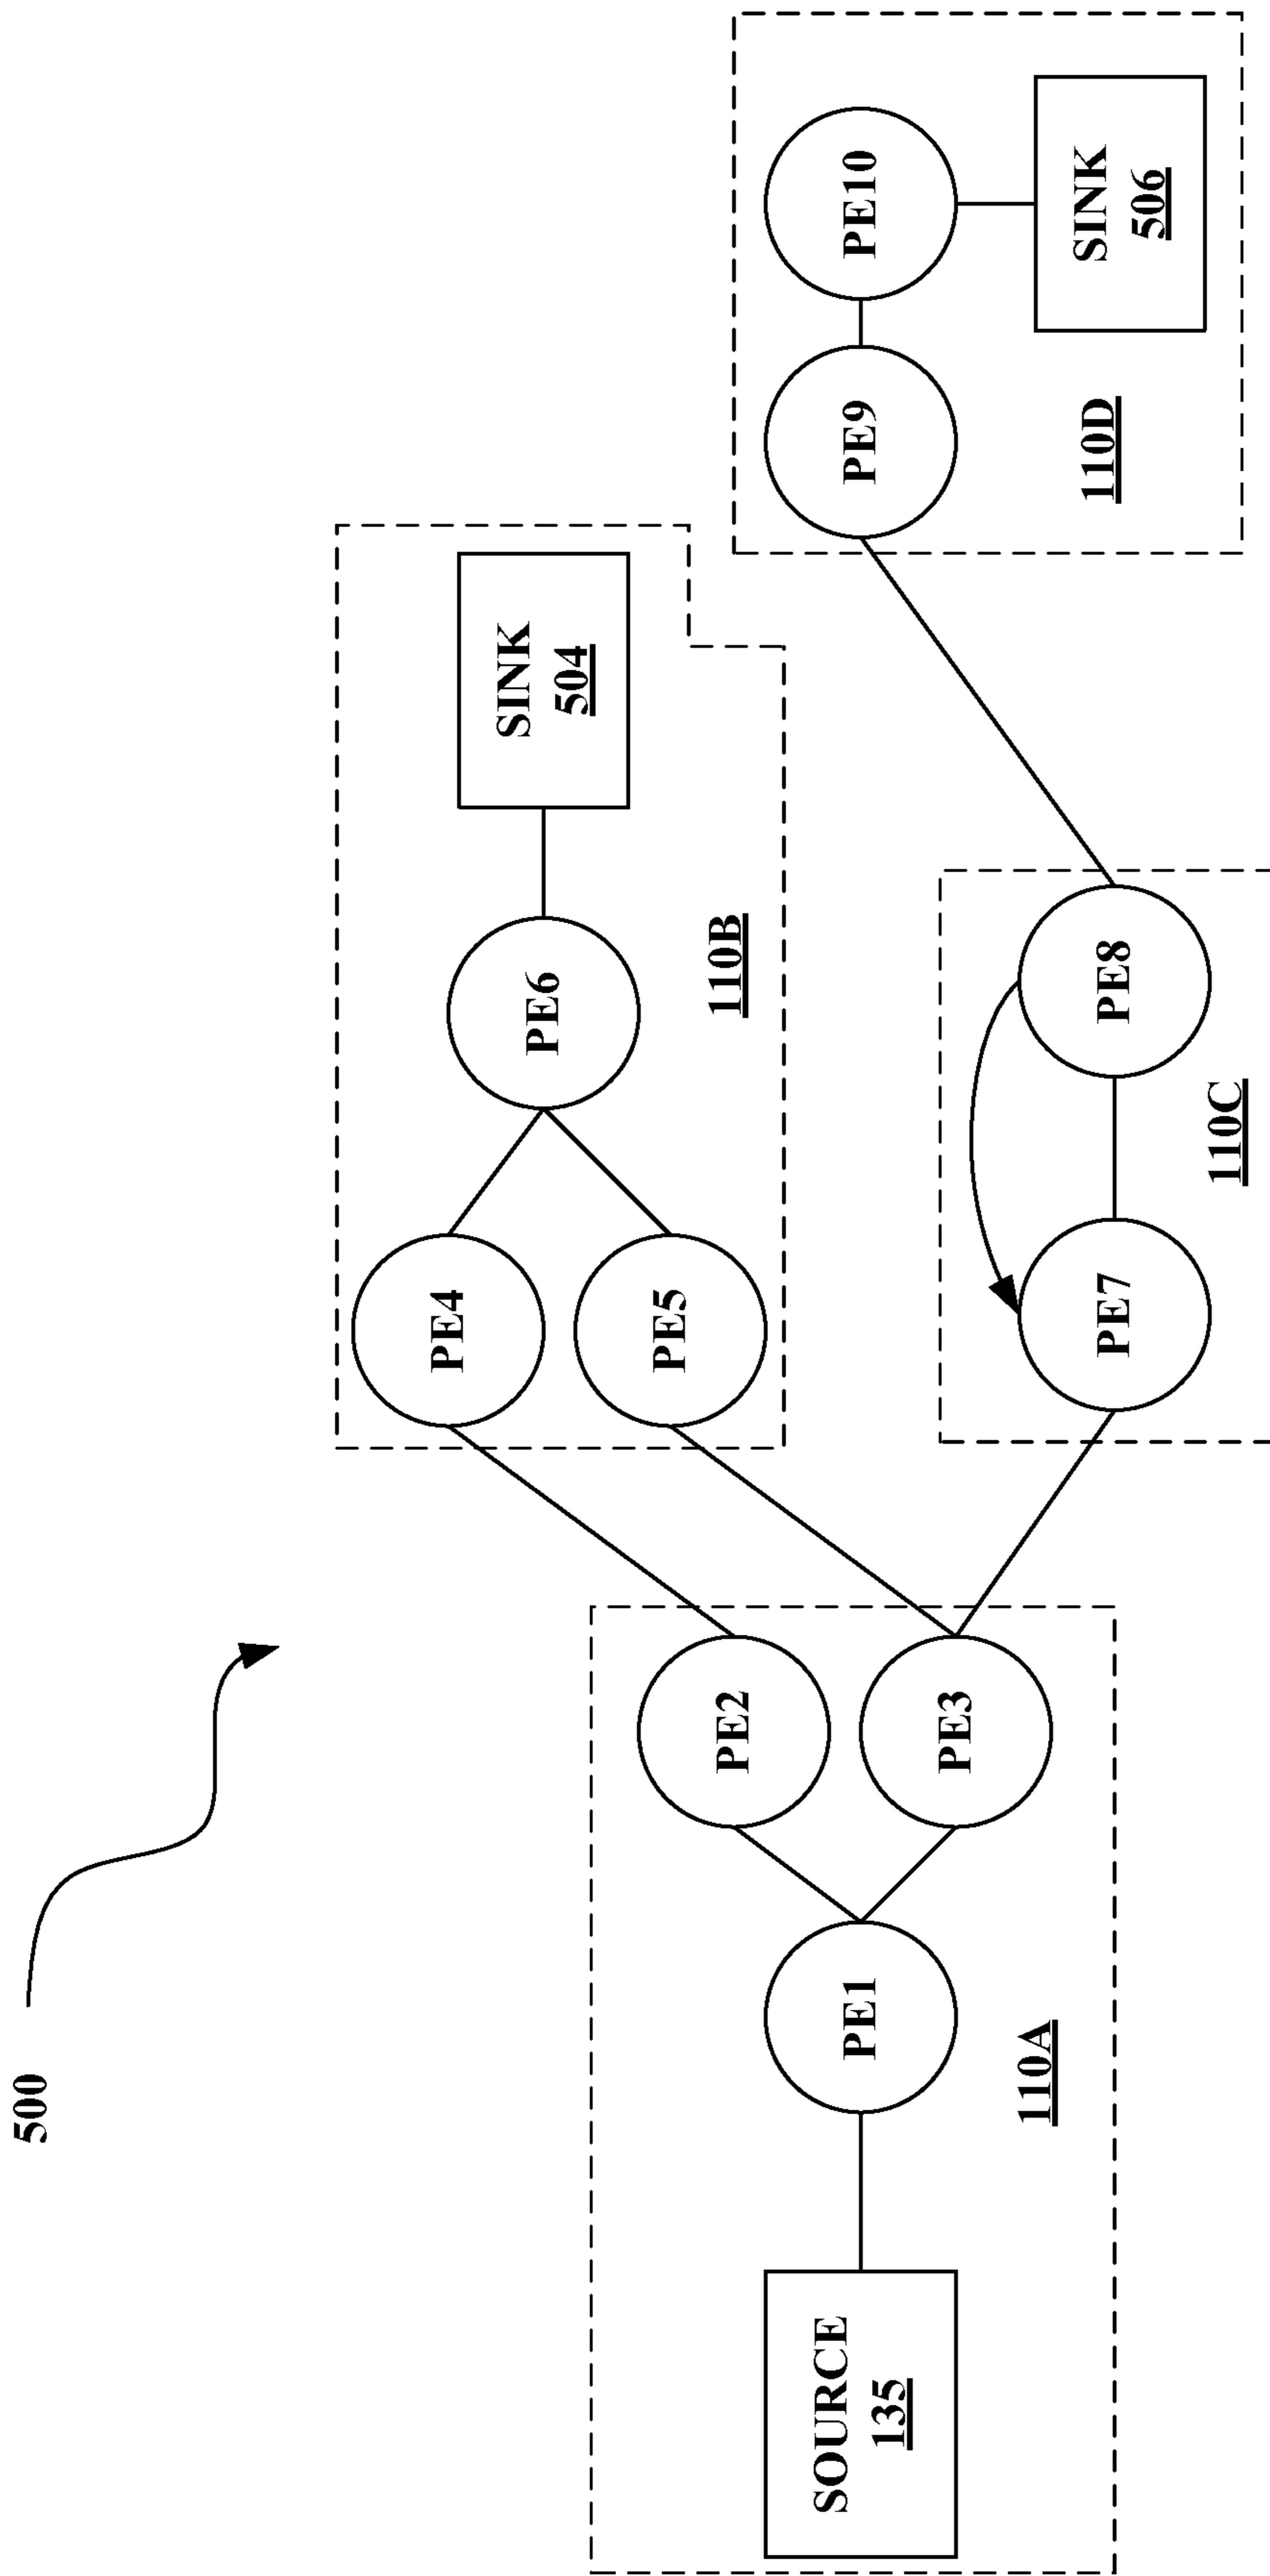 500
SOURCE
135
PE1
110A
PE2
PE3
PE4
PE5
PE6
110B
SINK
504
PE7
PE8
110C
PE9
PE10
110D
SINK
506